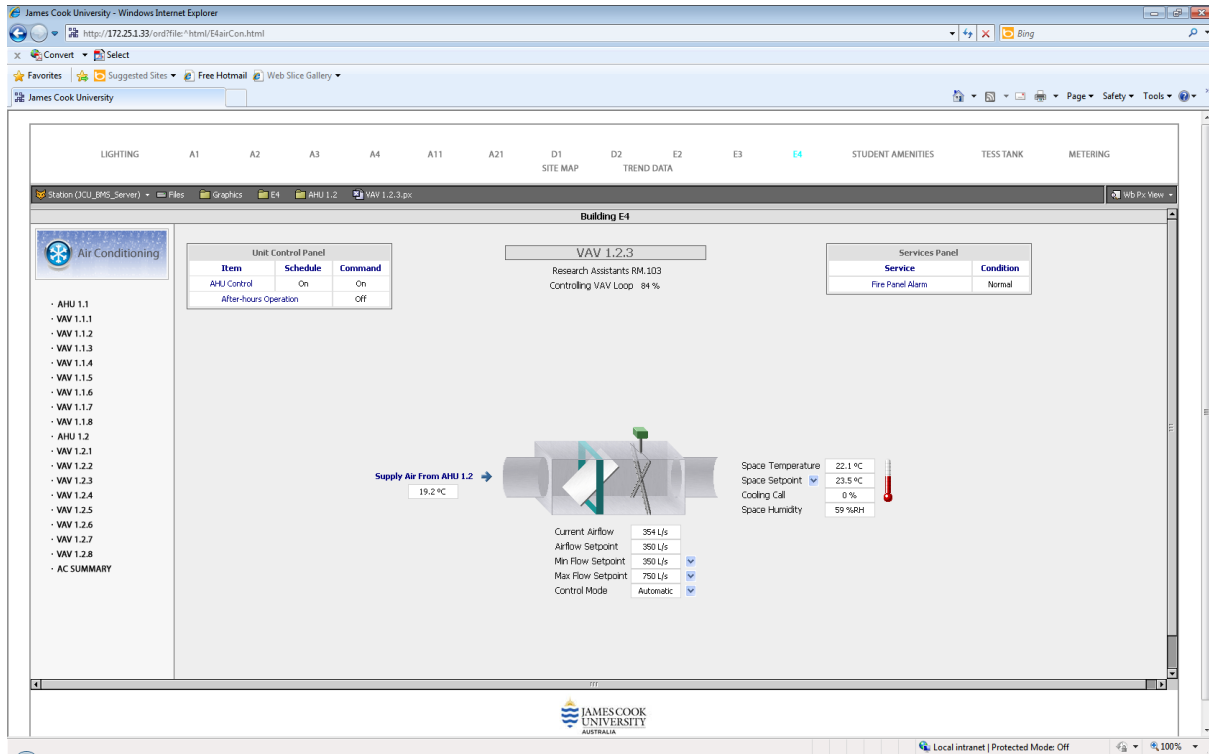 James Cook University - Windows Internet Explorer
http://172.25.1.33/ord?file:^html/E4airCon.html
Bing
x Convert Select
Favorites Suggested Sites Free Hotmail Web Slice Gallery
James Cook University
Page Safety Tools
LIGHTING A1 A2 A3 A4 A11 A21 D1 D2 E2 E3 E4 STUDENT AMENITIES TESS TANK METERING
SITE MAP TREND DATA
Station (JCU_BMS_Server) Files Graphics E4 AHU 1.2 VAV 1.2.3.px Wb Px View
Building E4
Air Conditioning
· AHU 1.1
· VAV 1.1.1
· VAV 1.1.2
· VAV 1.1.3
· VAV 1.1.4
· VAV 1.1.5
· VAV 1.1.6
· VAV 1.1.7
· VAV 1.1.8
· AHU 1.2
· VAV 1.2.1
· VAV 1.2.2
· VAV 1.2.3
· VAV 1.2.4
· VAV 1.2.5
· VAV 1.2.6
· VAV 1.2.7
· VAV 1.2.8
· AC SUMMARY
Unit Control Panel
Item Schedule Command
AHU Control On On
After-hours Operation Off
VAV 1.2.3
Research Assistants RM.103
Controlling VAV Loop 84 %
Services Panel
Service Condition
Fire Panel Alarm Normal
Supply Air From AHU 1.2
19.2 ºC
Space Temperature 22.1 ºC
Space Setpoint 23.5 ºC
Cooling Call 0 %
Space Humidity 59 %RH
Current Airflow 354 L/s
Airflow Setpoint 350 L/s
Min Flow Setpoint 350 L/s
Max Flow Setpoint 750 L/s
Control Mode Automatic
JAMES COOK
UNIVERSITY
AUSTRALIA
Local intranet | Protected Mode: Off 100%